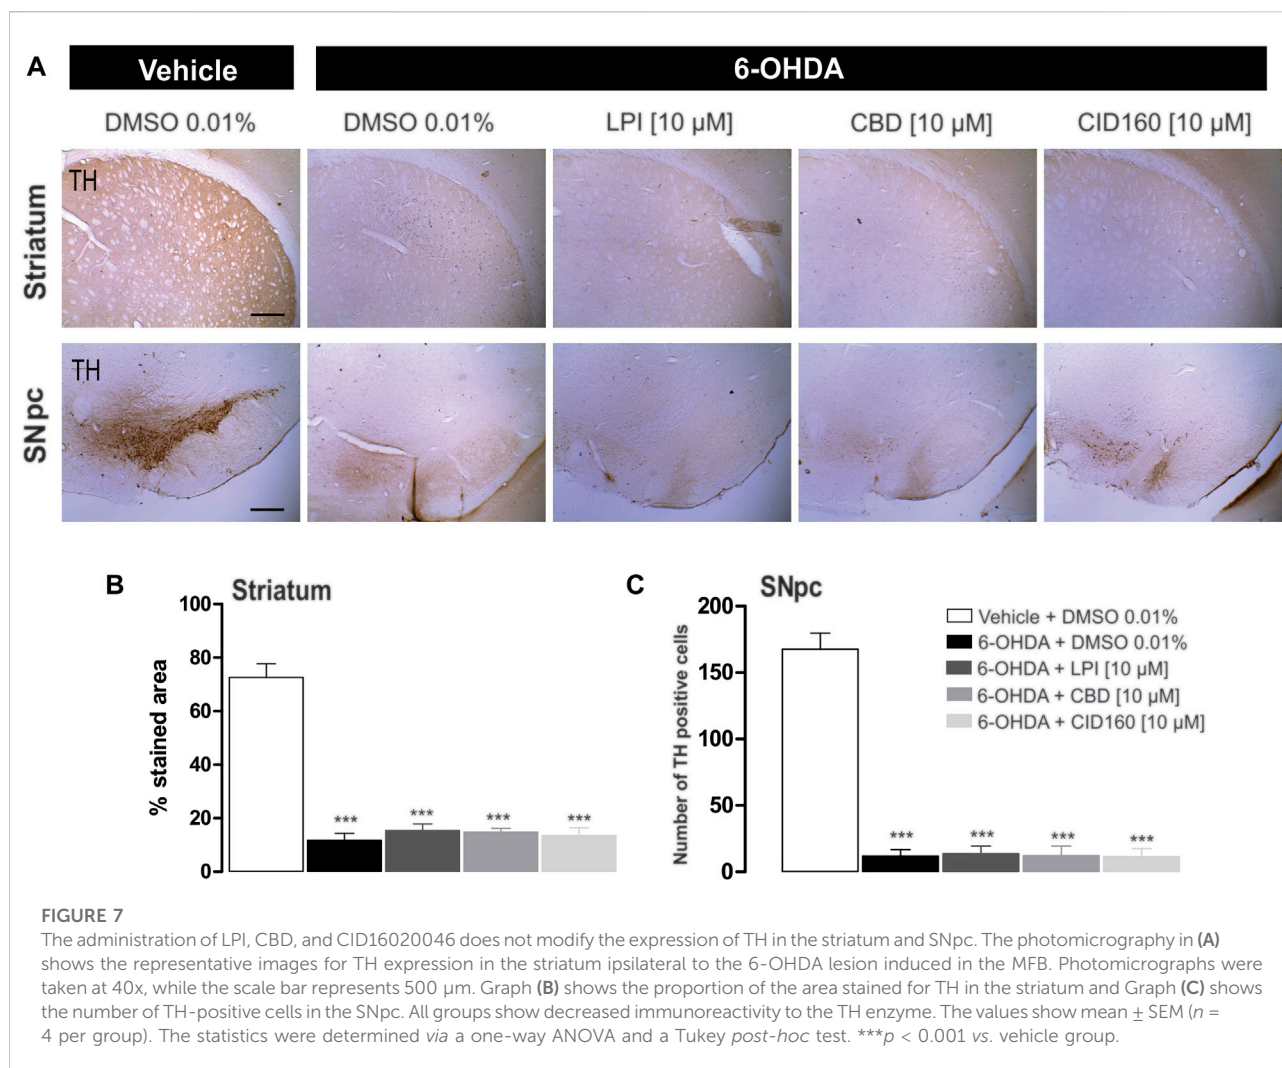 A
Vehicle
6-OHDA
DMSO 0.01%
DMSO 0.01%
LPI [10 µM]
CBD [10 µM]
CID160 [10 µM]
Striatum
TH
SNpc
TH
B
Striatum
% stained area
100
80
60
40
20
0
***
***
***
***
C
SNpc
Number of TH positive cells
200
150
100
50
0
***
***
***
***
Vehicle + DMSO 0.01%
6-OHDA + DMSO 0.01%
6-OHDA + LPI [10 µM]
6-OHDA + CBD [10 µM]
6-OHDA + CID160 [10 µM]
FIGURE 7
The administration of LPI, CBD, and CID16020046 does not modify the expression of TH in the striatum and SNpc. The photomicrography in (A)
shows the representative images for TH expression in the striatum ipsilateral to the 6-OHDA lesion induced in the MFB. Photomicrographs were
taken at 40x, while the scale bar represents 500 µm. Graph (B) shows the proportion of the area stained for TH in the striatum and Graph (C) shows
the number of TH-positive cells in the SNpc. All groups show decreased immunoreactivity to the TH enzyme. The values show mean ± SEM (n =
4 per group). The statistics were determined via a one-way ANOVA and a Tukey post-hoc test. ***p < 0.001 vs. vehicle group.